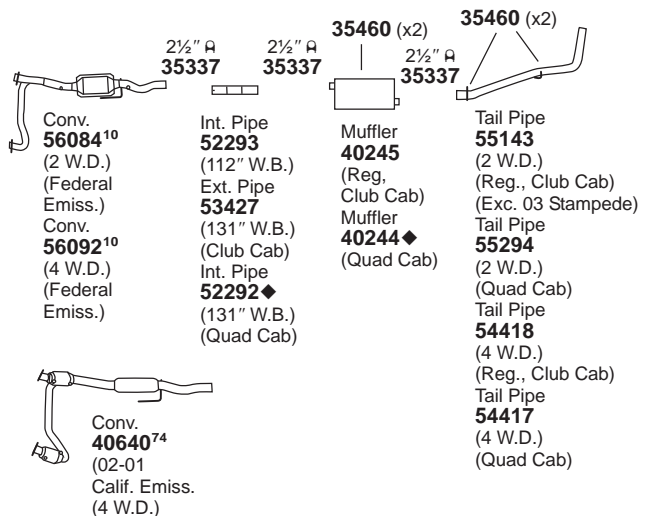 2½″ 35337
2½″ 35337
35460 (x2)
2½″ 35337
35460 (x2)
Conv.
56084¹⁰
(2 W.D.)
(Federal
Emiss.)
Conv.
56092¹⁰
(4 W.D.)
(Federal
Emiss.)
Int. Pipe
52293
(112″ W.B.)
Ext. Pipe
53427
(131″ W.B.)
(Club Cab)
Int. Pipe
52292◆
(131″ W.B.)
(Quad Cab)
Muffler
40245
(Reg,
Club Cab)
Muffler
40244◆
(Quad Cab)
Tail Pipe
55143
(2 W.D.)
(Reg., Club Cab)
(Exc. 03 Stampede)
Tail Pipe
55294
(2 W.D.)
(Quad Cab)
Tail Pipe
54418
(4 W.D.)
(Reg., Club Cab)
Tail Pipe
54417
(4 W.D.)
(Quad Cab)
Conv.
40640⁷⁴
(02-01
Calif. Emiss.
(4 W.D.)